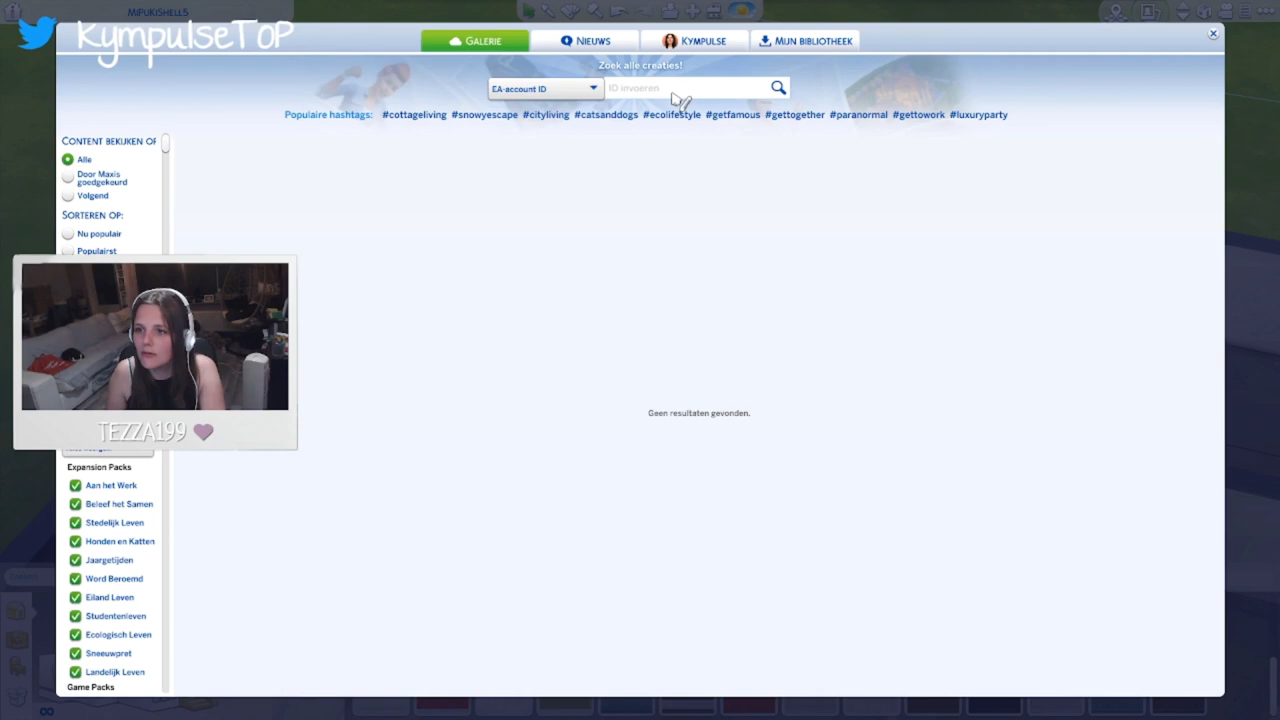 MiPuKiShell5
KympulseToP
Galerie
Nieuws
Kympulse
Mijn bibliotheek
Zoek alle creaties!
EA-account ID
ID invoeren
Populaire hashtags: #cottageliving #snowyescape #cityliving #catsanddogs #ecolifestyle #getfamous #gettogether #paranormal #gettowork #luxuryparty
Content bekijken op
Alle
Door Maxis
goedgekeurd
Volgend
Sorteren op:
Nu populair
Populairst
TEZZA199
Geen resultaten gevonden.
Expansion Packs
Aan het Werk
Beleef het Samen
Stedelijk Leven
Honden en Katten
Jaargetijden
Word Beroemd
Eiland Leven
Studentenleven
Ecologisch Leven
Sneeuwpret
Landelijk Leven
Game Packs